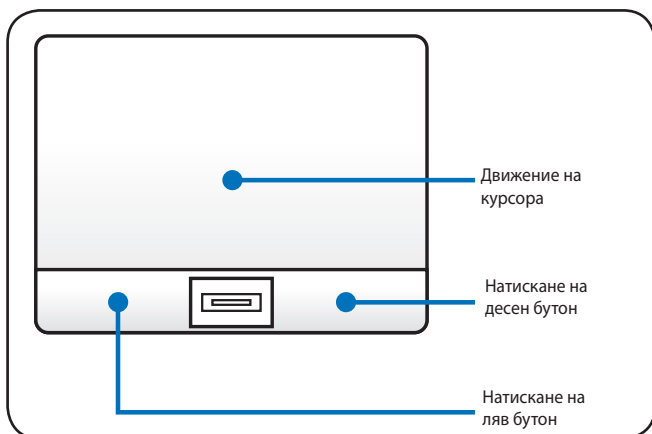 Движение на
курсора
Натискане на
десен бутон
Натискане на
ляв бутон